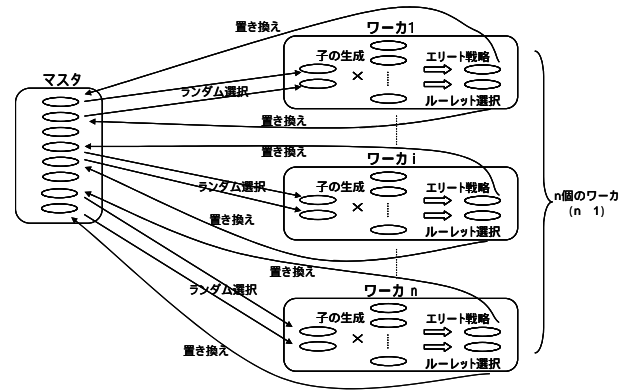 置き換え
ワーカ1
子の生成
エリート戦略
マスタ
×
ランダム選択
ルーレット選択
置き換え
置き換え
ワーカ i
子の生成
エリート戦略
ランダム選択
×
n個のワーカ
(n 1)
置き換え
ルーレット選択
置き換え
ランダム選択
ワーカ n
子の生成
エリート戦略
×
置き換え
ルーレット選択